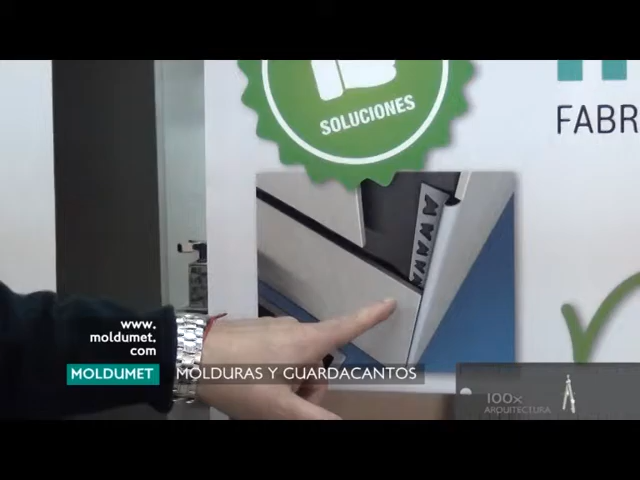 SOLUCIONES
FABR
www.
moldumet.
com
MOLDUMET MOLDURAS Y GUARDACANTOS
100x
ARQUITECTURA